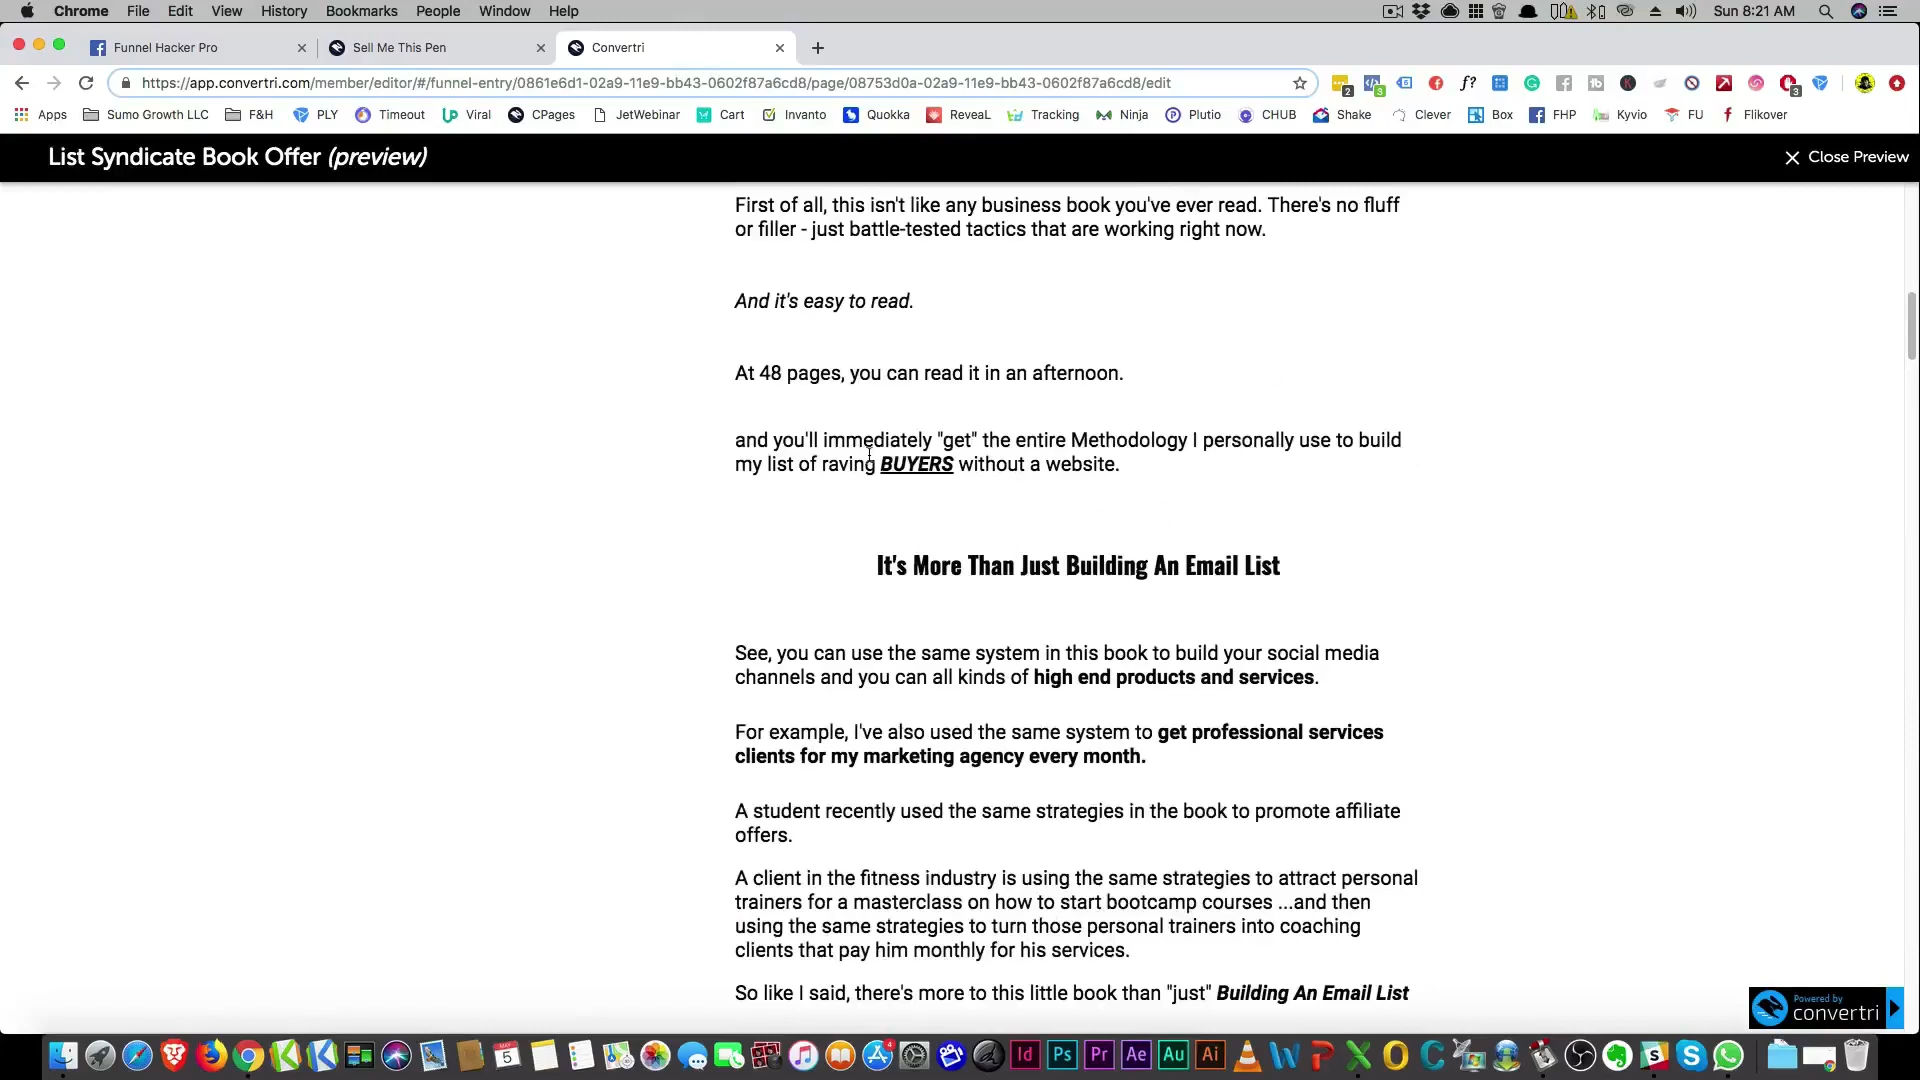 Chrome File Edit View History Bookmarks People Window Help Sun 8:21 AM
Funnel Hacker Pro Sell Me This Pen Convertri
https://app.convertri.com/member/editor/#/funnel-entry/0861e6d1-02a9-11e9-bb43-0602f87a6cd8/page/08753d0a-02a9-11e9-bb43-0602f87a6cd8/edit
Apps Sumo Growth LLC F&H PLY Timeout Viral CPages JetWebinar Cart Invanto Quokka ReveaL Tracking Ninja Plutio CHUB Shake Clever Box FHP Kyvio FU Flikover
List Syndicate Book Offer (preview) Close Preview
First of all, this isn't like any business book you've ever read. There's no fluff
or filler - just battle-tested tactics that are working right now.
And it's easy to read.
At 48 pages, you can read it in an afternoon.
and you'll immediately "get" the entire Methodology I personally use to build
my list of raving BUYERS without a website.
It's More Than Just Building An Email List
See, you can use the same system in this book to build your social media
channels and you can all kinds of high end products and services.
For example, I've also used the same system to get professional services
clients for my marketing agency every month.
A student recently used the same strategies in the book to promote affiliate
offers.
A client in the fitness industry is using the same strategies to attract personal
trainers for a masterclass on how to start bootcamp courses ...and then
using the same strategies to turn those personal trainers into coaching
clients that pay him monthly for his services.
So like I said, there's more to this little book than "just" Building An Email List
Powered by
convertri